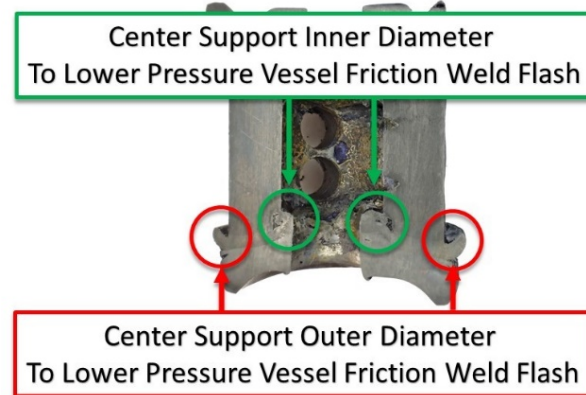 Center Support Inner Diameter
To Lower Pressure Vessel Friction Weld Flash
Center Support Outer Diameter
To Lower Pressure Vessel Friction Weld Flash